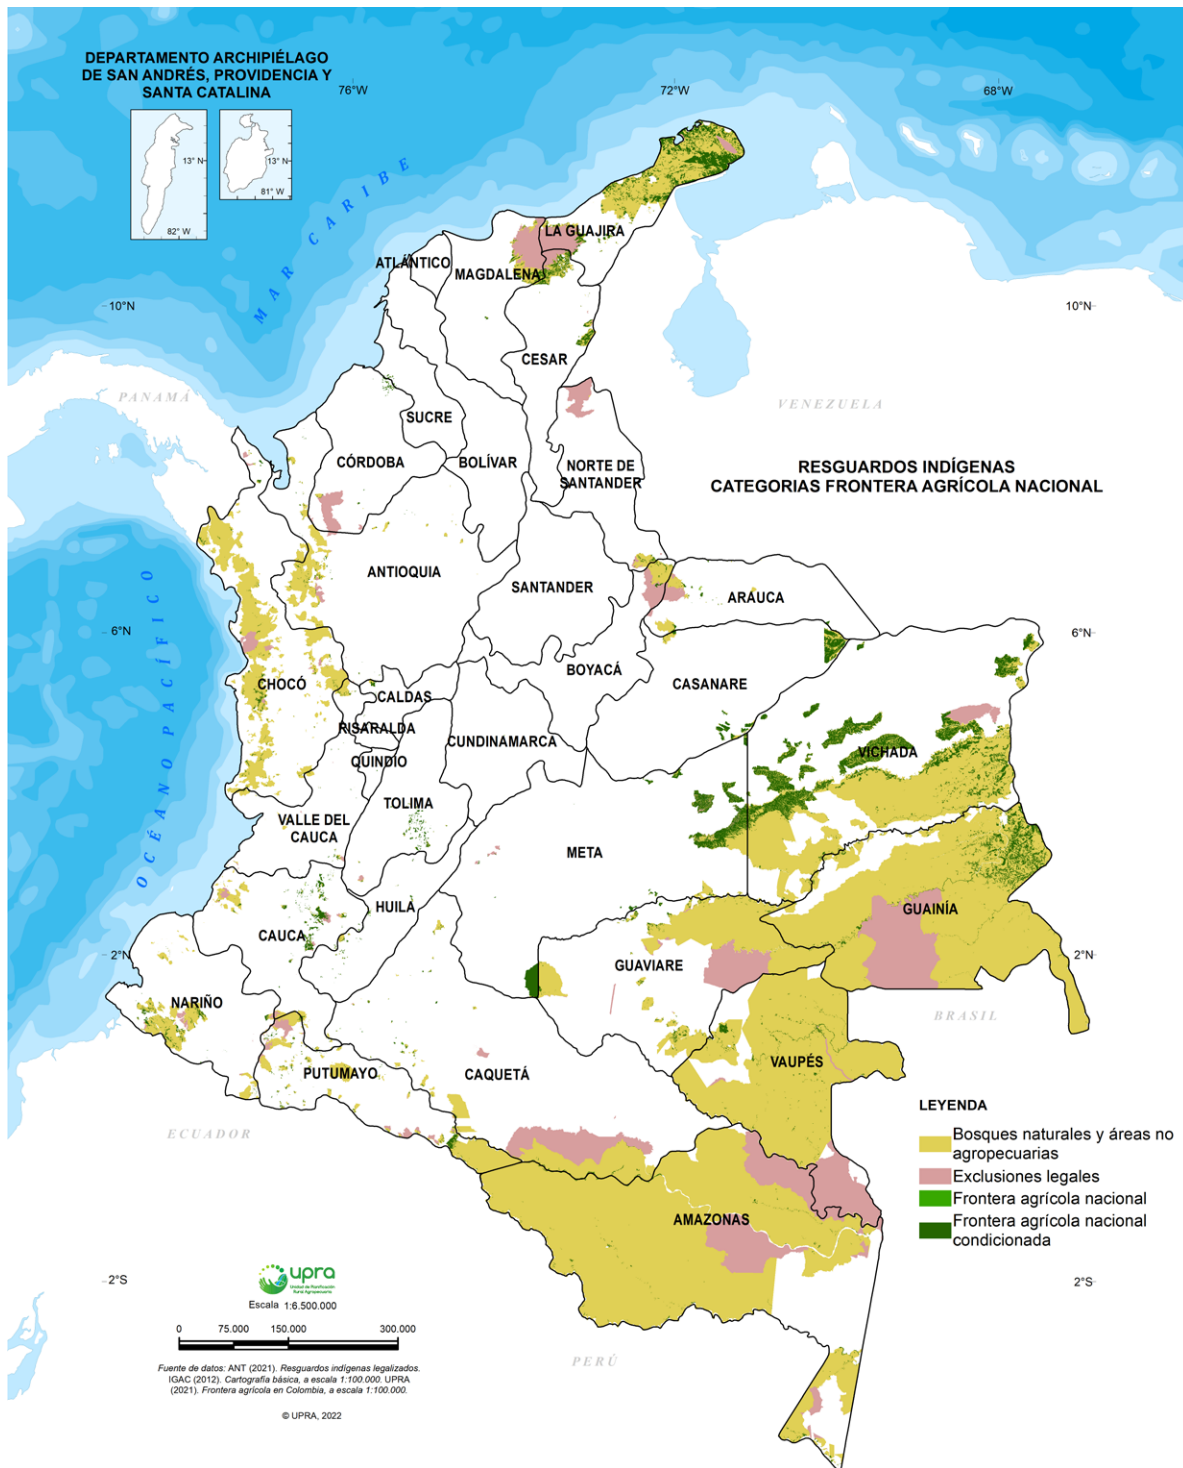 DEPARTAMENTO ARCHIPIÉLAGO
DE SAN ANDRÉS, PROVIDENCIA Y
SANTA CATALINA
76°W
72°W
68°W
13° N
82° W
13° N
81° W
MAR CARIBE
LA GUAJIRA
ATLÁNTICO
MAGDALENA
10°N
10°N
CESAR
PANAMÁ
VENEZUELA
SUCRE
CÓRDOBA
BOLÍVAR
NORTE DE
SANTANDER
RESGUARDOS INDÍGENAS
CATEGORIAS FRONTERA AGRÍCOLA NACIONAL
ANTIOQUIA
SANTANDER
ARAUCA
6°N
6°N
OCÉANO PACÍFICO
BOYACÁ
CHOCÓ
CALDAS
CASANARE
RISARALDA
CUNDINAMARCA
VICHADA
QUINDIO
TOLIMA
VALLE DEL
CAUCA
META
HUILA
GUAINÍA
CAUCA
2°N
2°N
GUAVIARE
NARIÑO
BRASIL
VAUPÉS
PUTUMAYO
CAQUETÁ
ECUADOR
LEYENDA
Bosques naturales y áreas no
agropecuarias
Exclusiones legales
Frontera agrícola nacional
Frontera agrícola nacional
condicionada
AMAZONAS
2°S
2°S
upra
Unidad de Planificación
Rural Agropecuaria
Escala 1:6.500.000
0 75.000 150.000 300.000
PERÚ
Fuente de datos: ANT (2021). Resguardos indígenas legalizados.
IGAC (2012). Cartografía básica, a escala 1:100.000. UPRA
(2021). Frontera agrícola en Colombia, a escala 1:100.000.
© UPRA, 2022